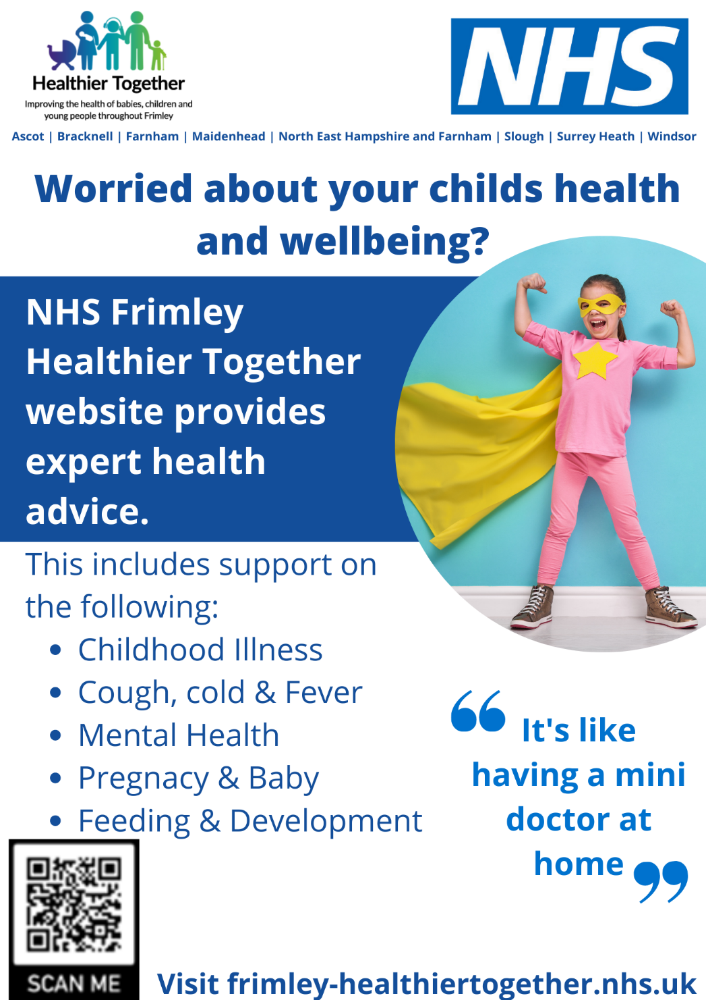 Healthier Together
Improving the health of babies, children and
young people throughout Frimley
NHS
Ascot | Bracknell | Farnham | Maidenhead | North East Hampshire and Farnham | Slough | Surrey Heath | Windsor
Worried about your childs health
and wellbeing?
NHS Frimley
Healthier Together
website provides
expert health
advice.
This includes support on
the following:
• Childhood Illness
• Cough, cold & Fever
• Mental Health
• Pregnacy & Baby
• Feeding & Development
“ It's like
having a mini
doctor at
home ”
SCAN ME
Visit frimley-healthiertogether.nhs.uk